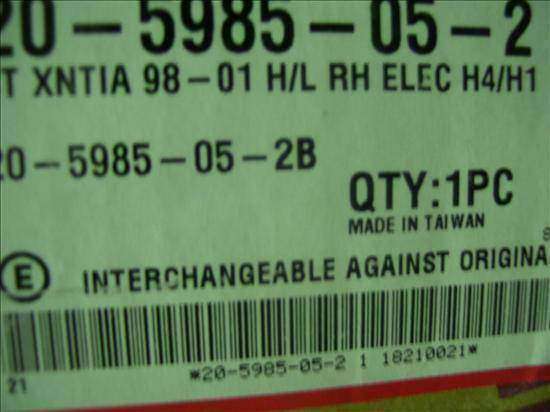 20-5985-05-2
T XNTIA 98-01 H/L RH ELEC H4/H1
20-5985-05-2B
QTY:1PC
MADE IN TAIWAN
E INTERCHANGEABLE AGAINST ORIGINA
21
*20-5985-05-2 1 18210021*